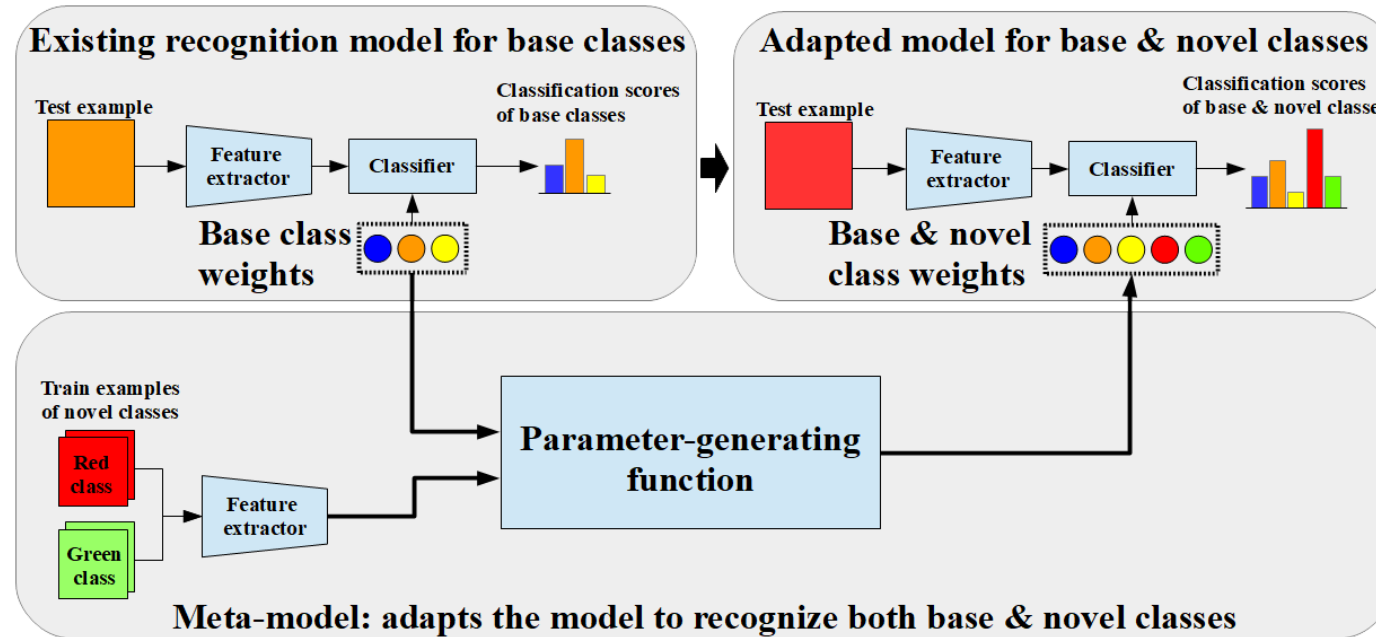 Existing recognition model for base classes
Test example
Classification scores
of base classes
Feature
extractor
Classifier
Base class
weights
Adapted model for base & novel classes
Test example
Classification scores
of base & novel classe
Feature
extractor
Classifier
Base & novel
class weights
Train examples
of novel classes
Red
class
Green
class
Feature
extractor
Parameter-generating
function
Meta-model: adapts the model to recognize both base & novel classes